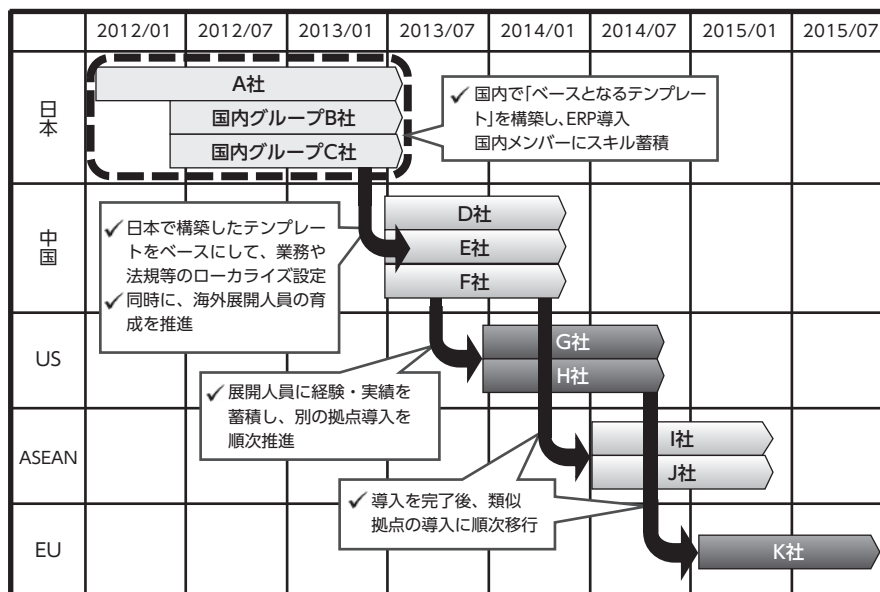 2012/01 2012/07 2013/01 2013/07 2014/01 2014/07 2015/01 2015/07
日本
A社
国内グループB社
国内グループC社
✓ 国内で「ベースとなるテンプレー
ト」を構築し、ERP導入
国内メンバーにスキル蓄積
中国
D社
E社
F社
✓ 日本で構築したテンプレー
トをベースにして、業務や
法規等のローカライズ設定
✓ 同時に、海外展開人員の育
成を推進
US
G社
H社
✓ 展開人員に経験・実績を
蓄積し、別の拠点導入を
順次推進
ASEAN
I社
J社
✓ 導入を完了後、類似
拠点の導入に順次移行
EU
K社